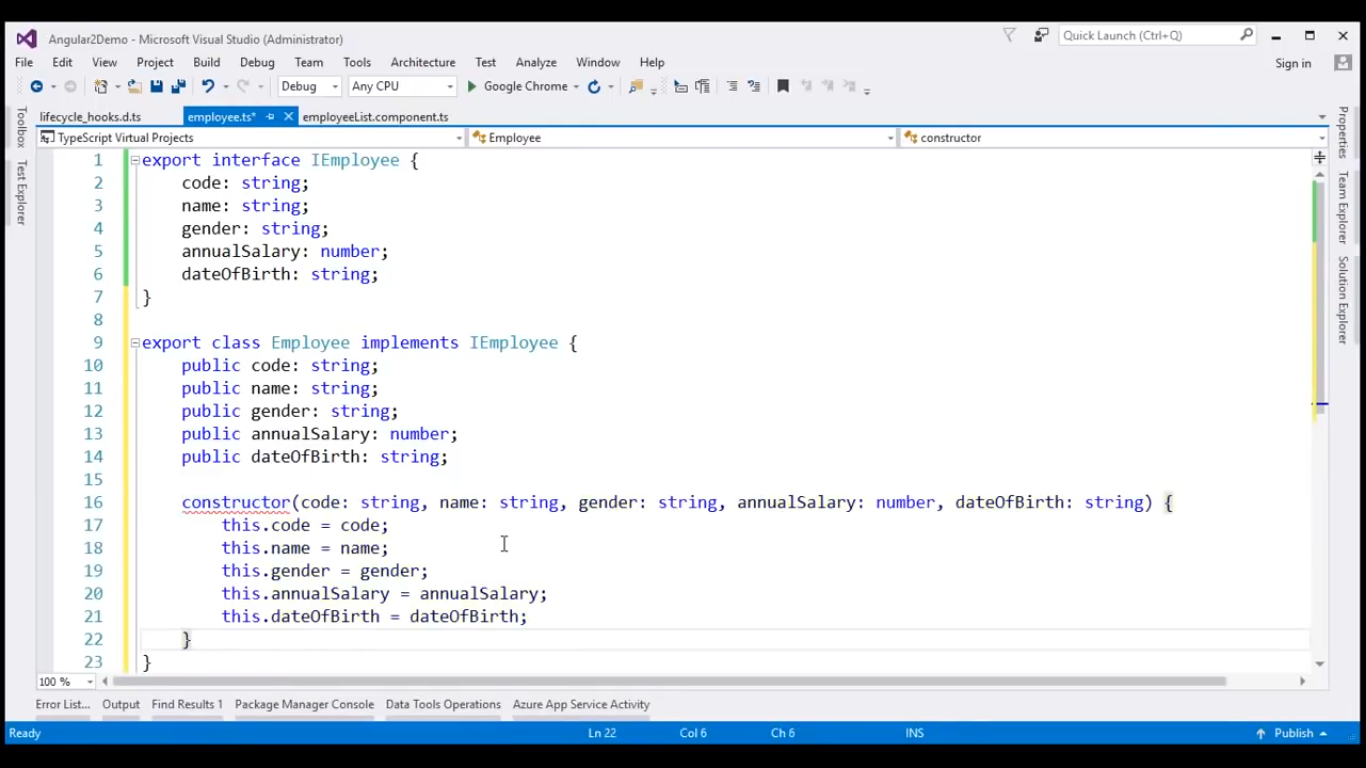 Angular2Demo - Microsoft Visual Studio (Administrator)
Quick Launch (Ctrl+Q)
File Edit View Project Build Debug Team Tools Architecture Test Analyze Window Help
Sign in
Debug Any CPU Google Chrome
lifecycle_hooks.d.ts employee.ts* employeeList.component.ts
TypeScript Virtual Projects Employee constructor
Toolbox
Test Explorer
1 export interface IEmployee {
2 code: string;
3 name: string;
4 gender: string;
5 annualSalary: number;
6 dateOfBirth: string;
7 }
8
9 export class Employee implements IEmployee {
10 public code: string;
11 public name: string;
12 public gender: string;
13 public annualSalary: number;
14 public dateOfBirth: string;
15
16 constructor(code: string, name: string, gender: string, annualSalary: number, dateOfBirth: string) {
17 this.code = code;
18 this.name = name;
19 this.gender = gender;
20 this.annualSalary = annualSalary;
21 this.dateOfBirth = dateOfBirth;
22 }
23 }
Properties
Team Explorer
Solution Explorer
100 %
Error List... Output Find Results 1 Package Manager Console Data Tools Operations Azure App Service Activity
Ready Ln 22 Col 6 Ch 6 INS Publish